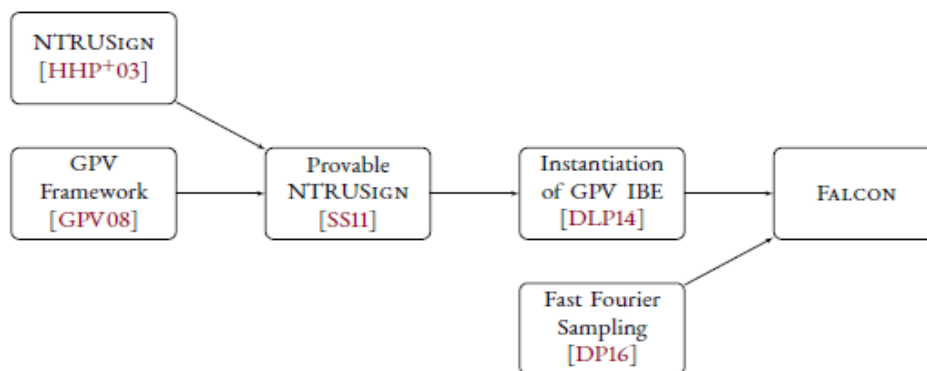 NTRUSIGN
[HHP+03]
GPV
Framework
[GPV08]
Provable
NTRUSIGN
[SS11]
Instantiation
of GPV IBE
[DLP14]
FALCON
Fast Fourier
Sampling
[DP16]